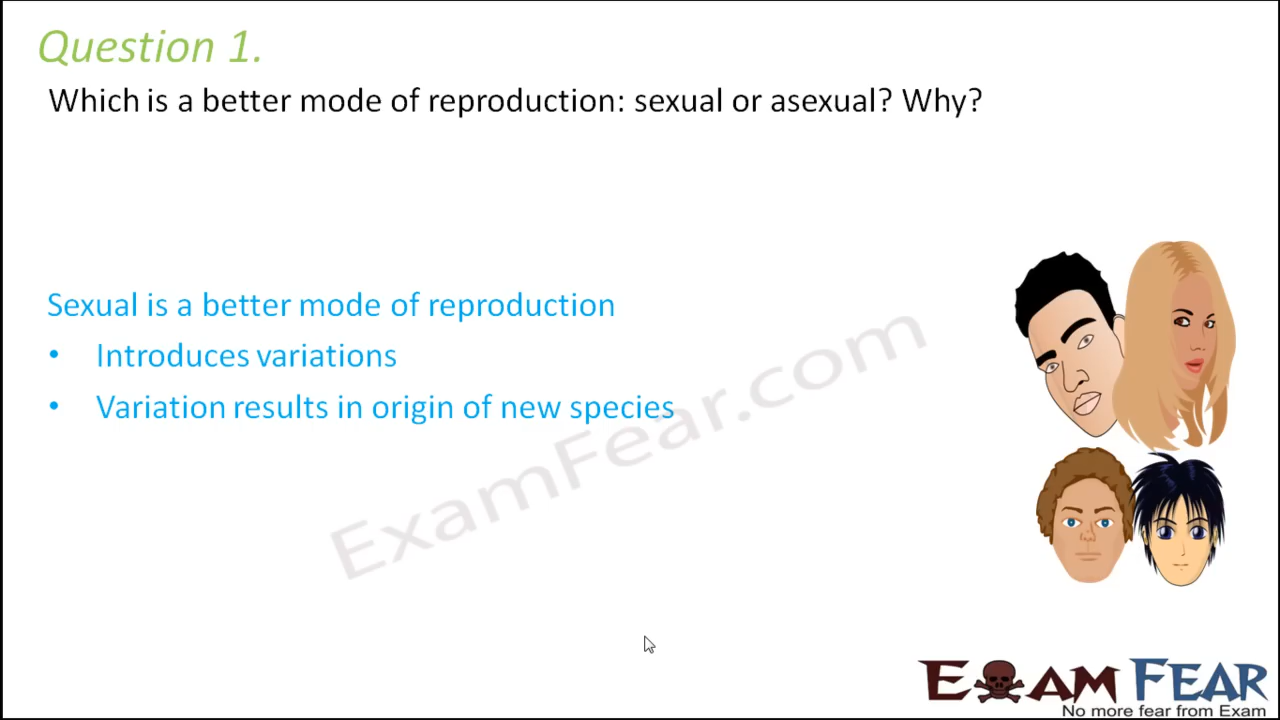 Question 1.
Which is a better mode of reproduction: sexual or asexual? Why?
Sexual is a better mode of reproduction
• Introduces variations
• Variation results in origin of new species
ExamFear.com
EXAM FEAR
No more fear from Exam